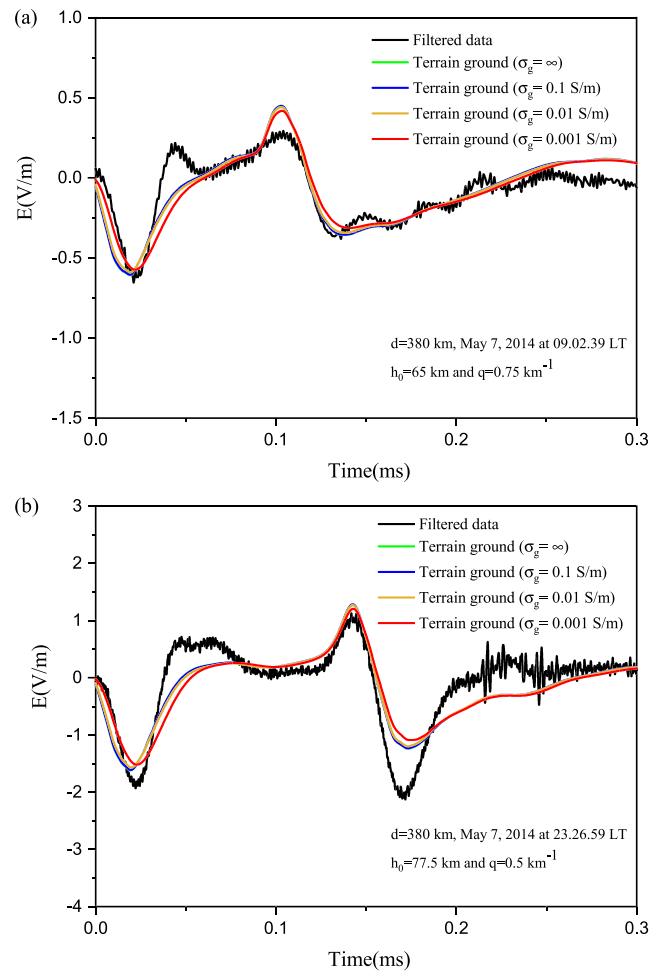 (a)
Filtered data
Terrain ground (σg= ∞)
Terrain ground (σg= 0.1 S/m)
Terrain ground (σg= 0.01 S/m)
Terrain ground (σg= 0.001 S/m)
1.0
0.5
0.0
-0.5
-1.0
-1.5
E(V/m)
d=380 km, May 7, 2014 at 09.02.39 LT
h0=65 km and q=0.75 km-1
0.0 0.1 0.2 0.3
Time(ms)
(b)
Filtered data
Terrain ground (σg= ∞)
Terrain ground (σg= 0.1 S/m)
Terrain ground (σg= 0.01 S/m)
Terrain ground (σg= 0.001 S/m)
3
2
1
0
-1
-2
-3
-4
E(V/m)
d=380 km, May 7, 2014 at 23.26.59 LT
h0=77.5 km and q=0.5 km-1
0.0 0.1 0.2 0.3
Time(ms)